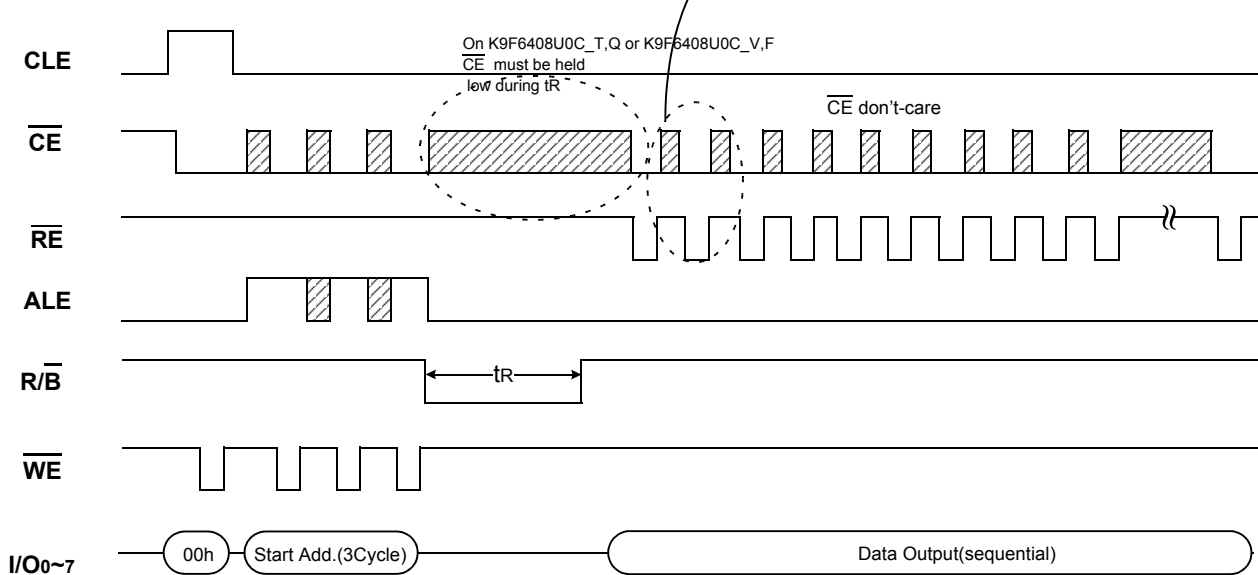 CLE
On K9F6408U0C_T,Q or K9F6408U0C_V,F
CE must be held
low during tR
CE don't-care
CE
RE
ALE
R/B
tR
WE
I/O0~7
00h
Start Add.(3Cycle)
Data Output(sequential)